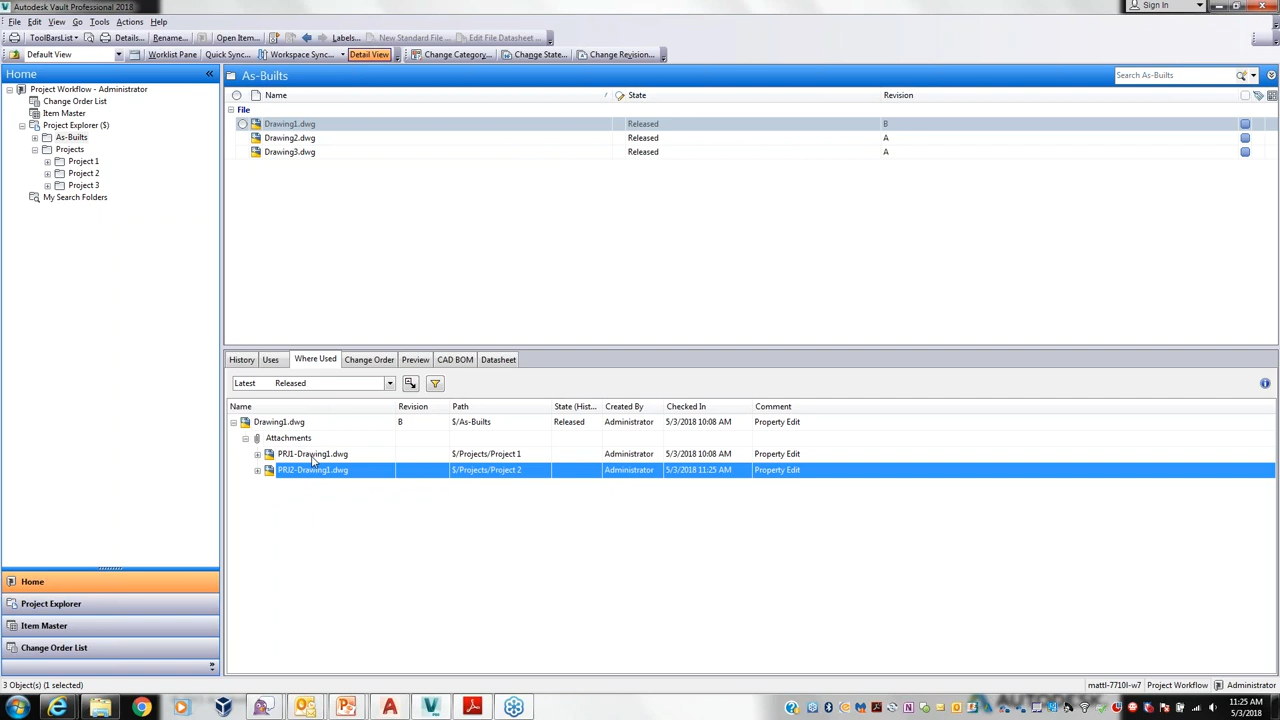 Autodesk Vault Professional 2018
Sign In
File Edit View Go Tools Actions Help
ToolBarsList Details... Rename... Open Item... Labels... New Standard File ... Edit File Datasheet ...
Default View Worklist Pane Quick Sync... Workspace Sync... Detail View Change Category... Change State... Change Revision...
Home
As-Builts
Search As-Builts
Project Workflow - Administrator
Change Order List
Item Master
Project Explorer ($)
As-Builts
Projects
Project 1
Project 2
Project 3
My Search Folders
Name State Revision
File
Drawing1.dwg Released B
Drawing2.dwg Released A
Drawing3.dwg Released A
History Uses Where Used Change Order Preview CAD BOM Datasheet
Latest Released
Name Revision Path State (Hist... Created By Checked In Comment
Drawing1.dwg B $/As-Builts Released Administrator 5/3/2018 10:08 AM Property Edit
Attachments
PRJ1-Drawing1.dwg $/Projects/Project 1 Administrator 5/3/2018 10:08 AM Property Edit
PRJ2-Drawing1.dwg $/Projects/Project 2 Administrator 5/3/2018 11:25 AM Property Edit
Home
Project Explorer
Item Master
Change Order List
3 Object(s) (1 selected)
mattl-7710l-w7 Project Workflow Administrator
11:25 AM
5/3/2018